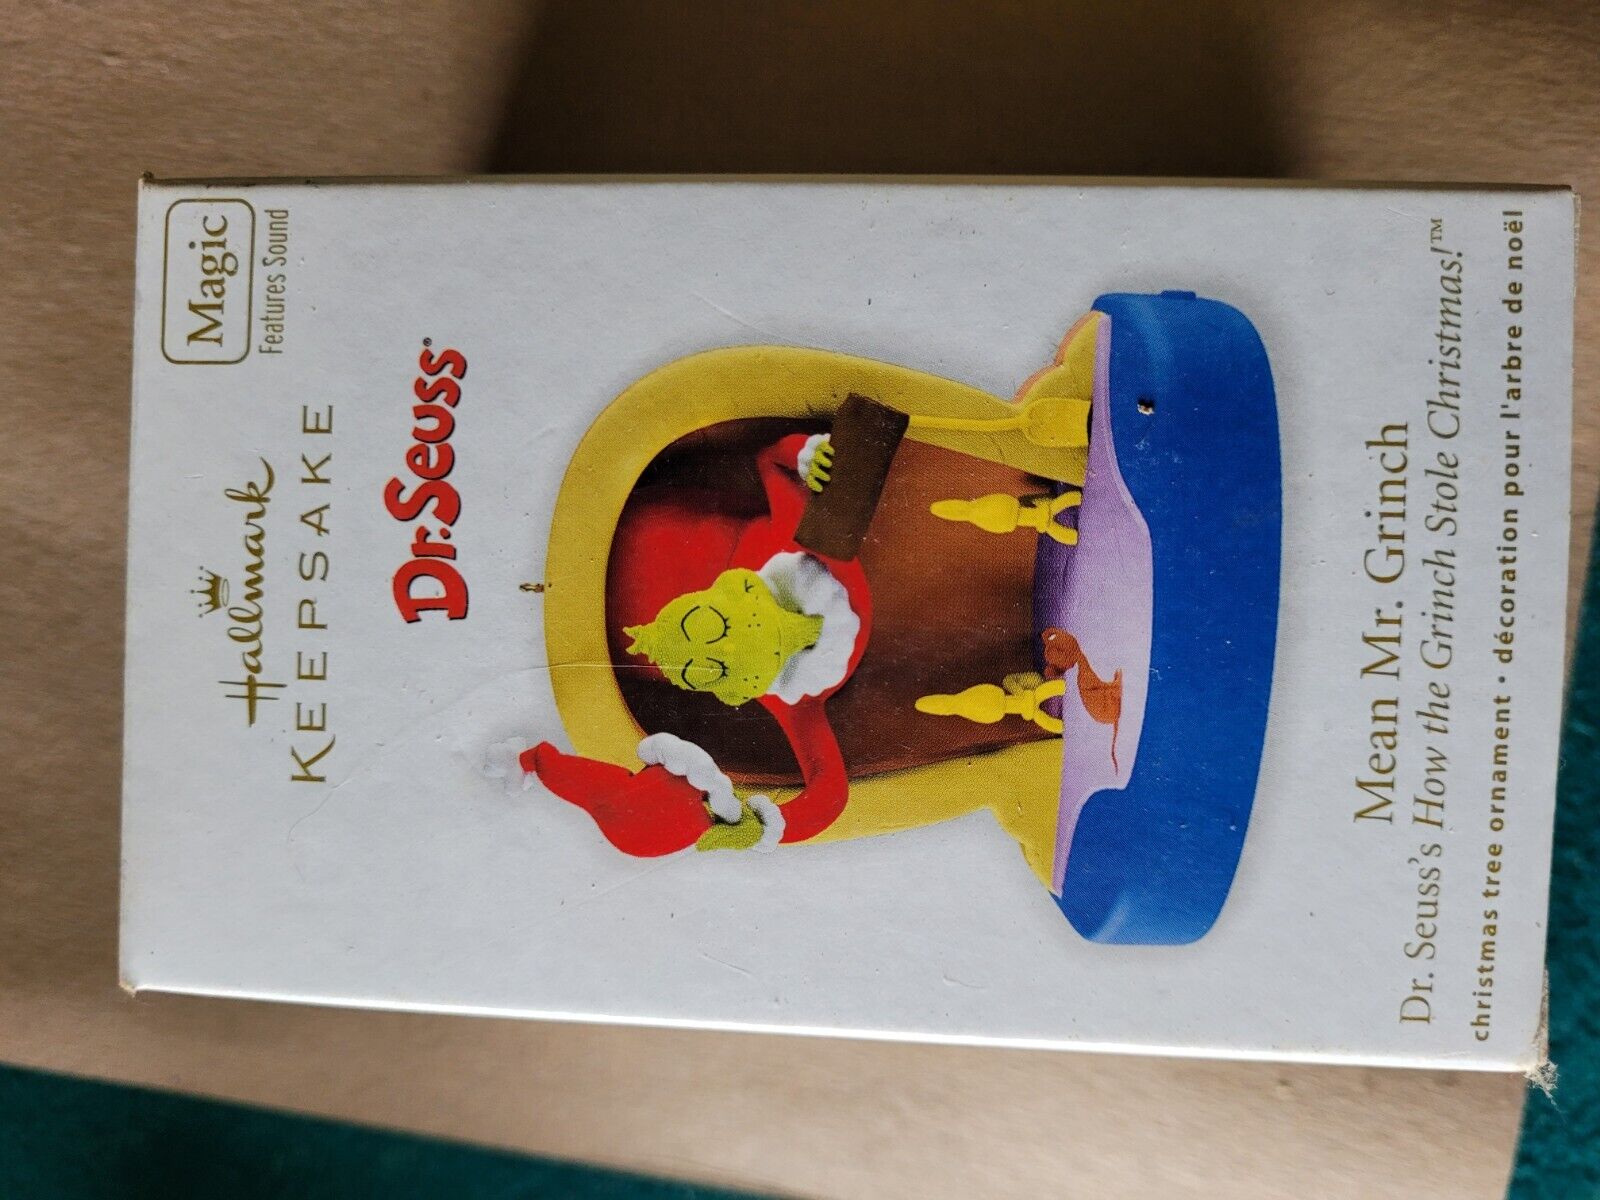 Hallmark
KEEPSAKE
Magic
Features Sound
Dr. Seuss®
Mean Mr. Grinch
Dr. Seuss's How the Grinch Stole Christmas!™
christmas tree ornament • décoration pour l'arbre de noël